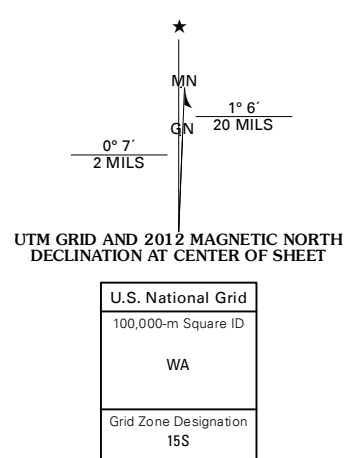 ★
MN
1° 6´
20 MILS
GN
0° 7´
2 MILS
UTM GRID AND 2012 MAGNETIC NORTH
DECLINATION AT CENTER OF SHEET
U.S. National Grid
100,000-m Square ID
WA
Grid Zone Designation
15S